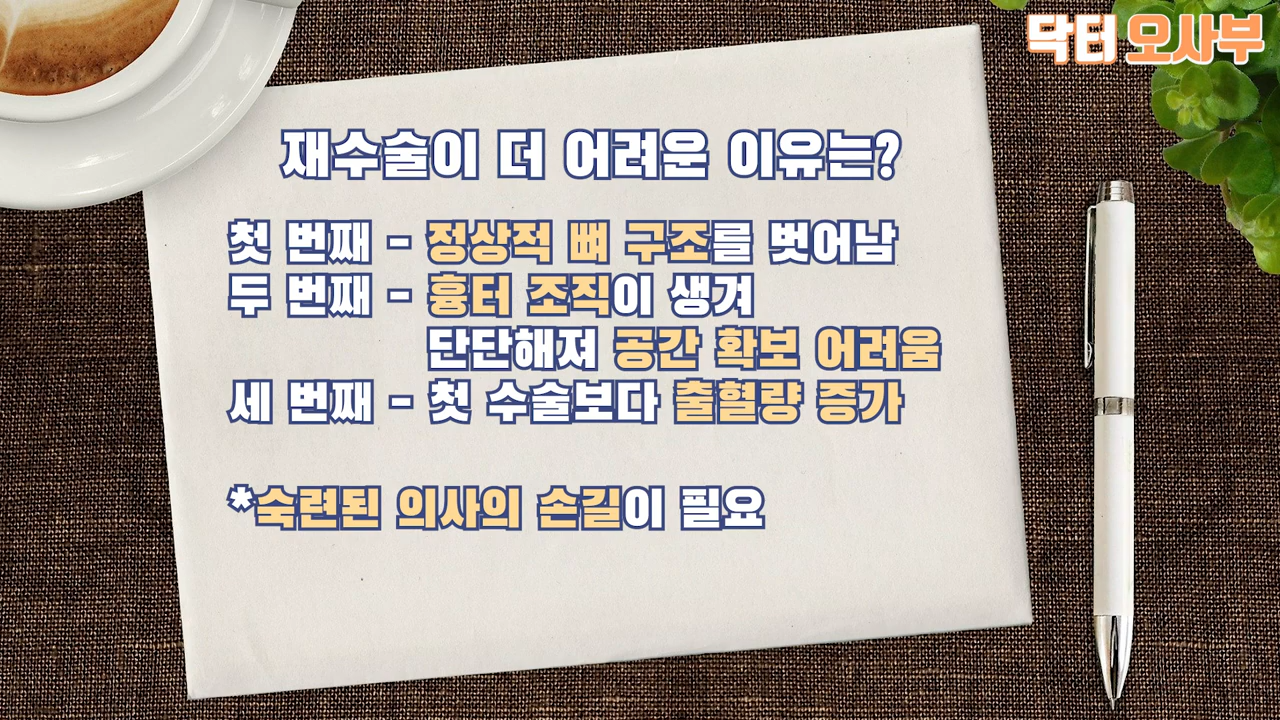 닥터 오사부
재수술이 더 어려운 이유는?
첫 번째 - 정상적 뼈 구조를 벗어남
두 번째 - 흉터 조직이 생겨
단단해져 공간 확보 어려움
세 번째 - 첫 수술보다 출혈량 증가
*숙련된 의사의 손길이 필요